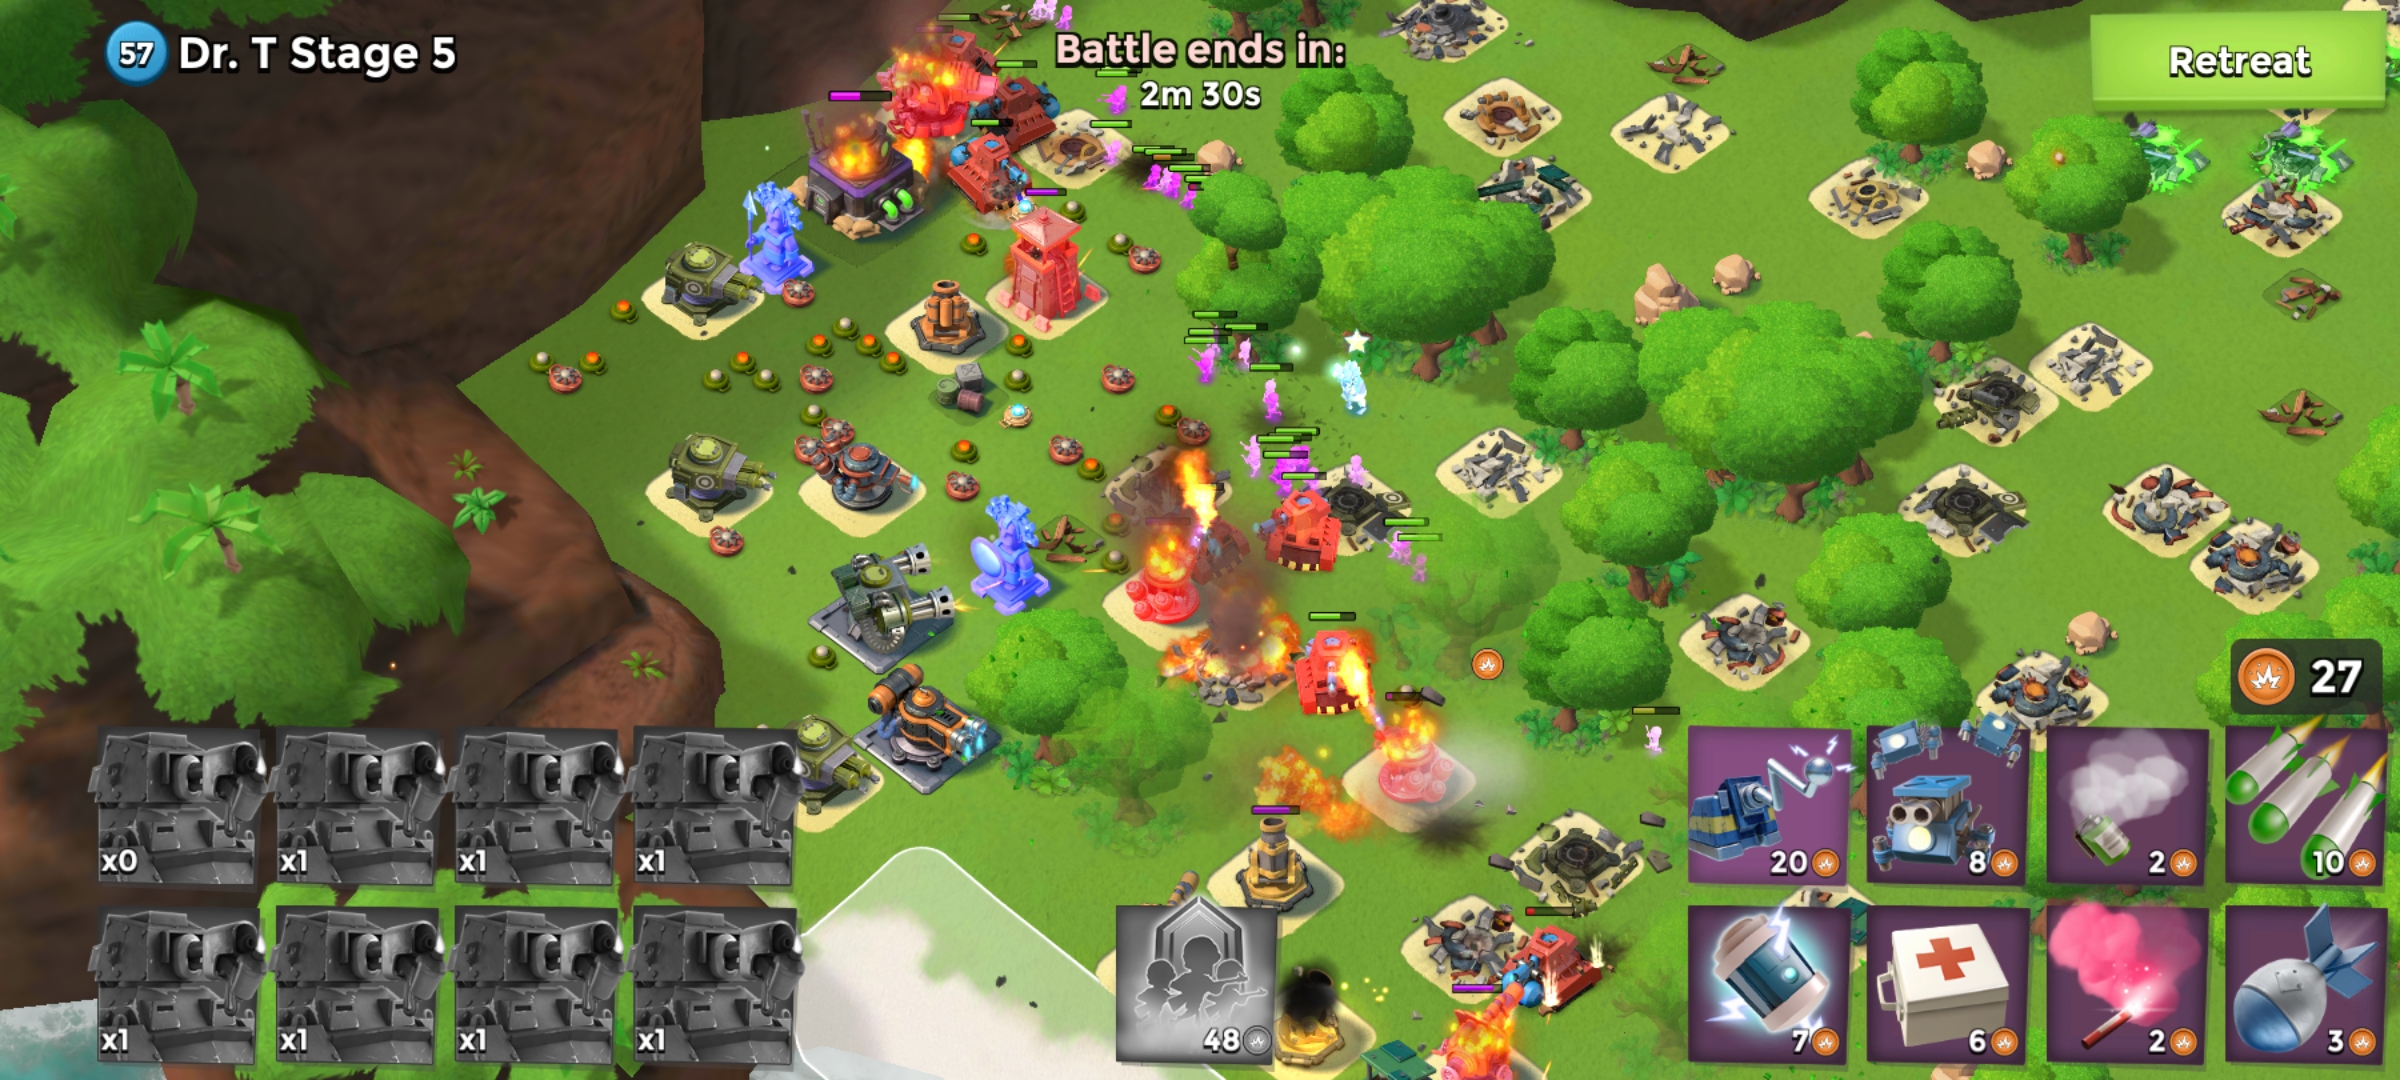 57 Dr. T Stage 5
Battle ends in:
2m 30s
Retreat
27
x0 x1 x1 x1
20 8 2 10
x1 x1 x1 x1
48
7 6 2 3